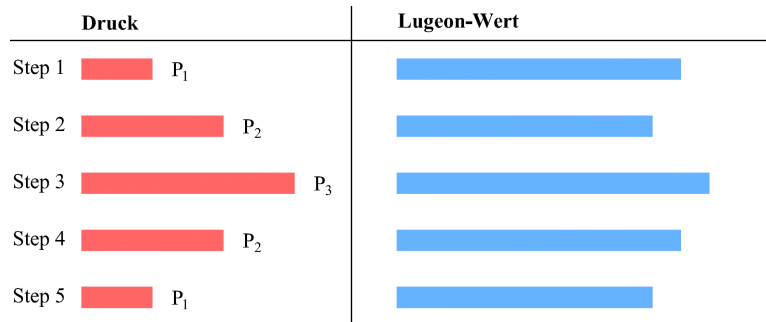 Druck Lugeon-Wert
Step 1 P₁
Step 2 P₂
Step 3 P₃
Step 4 P₂
Step 5 P₁